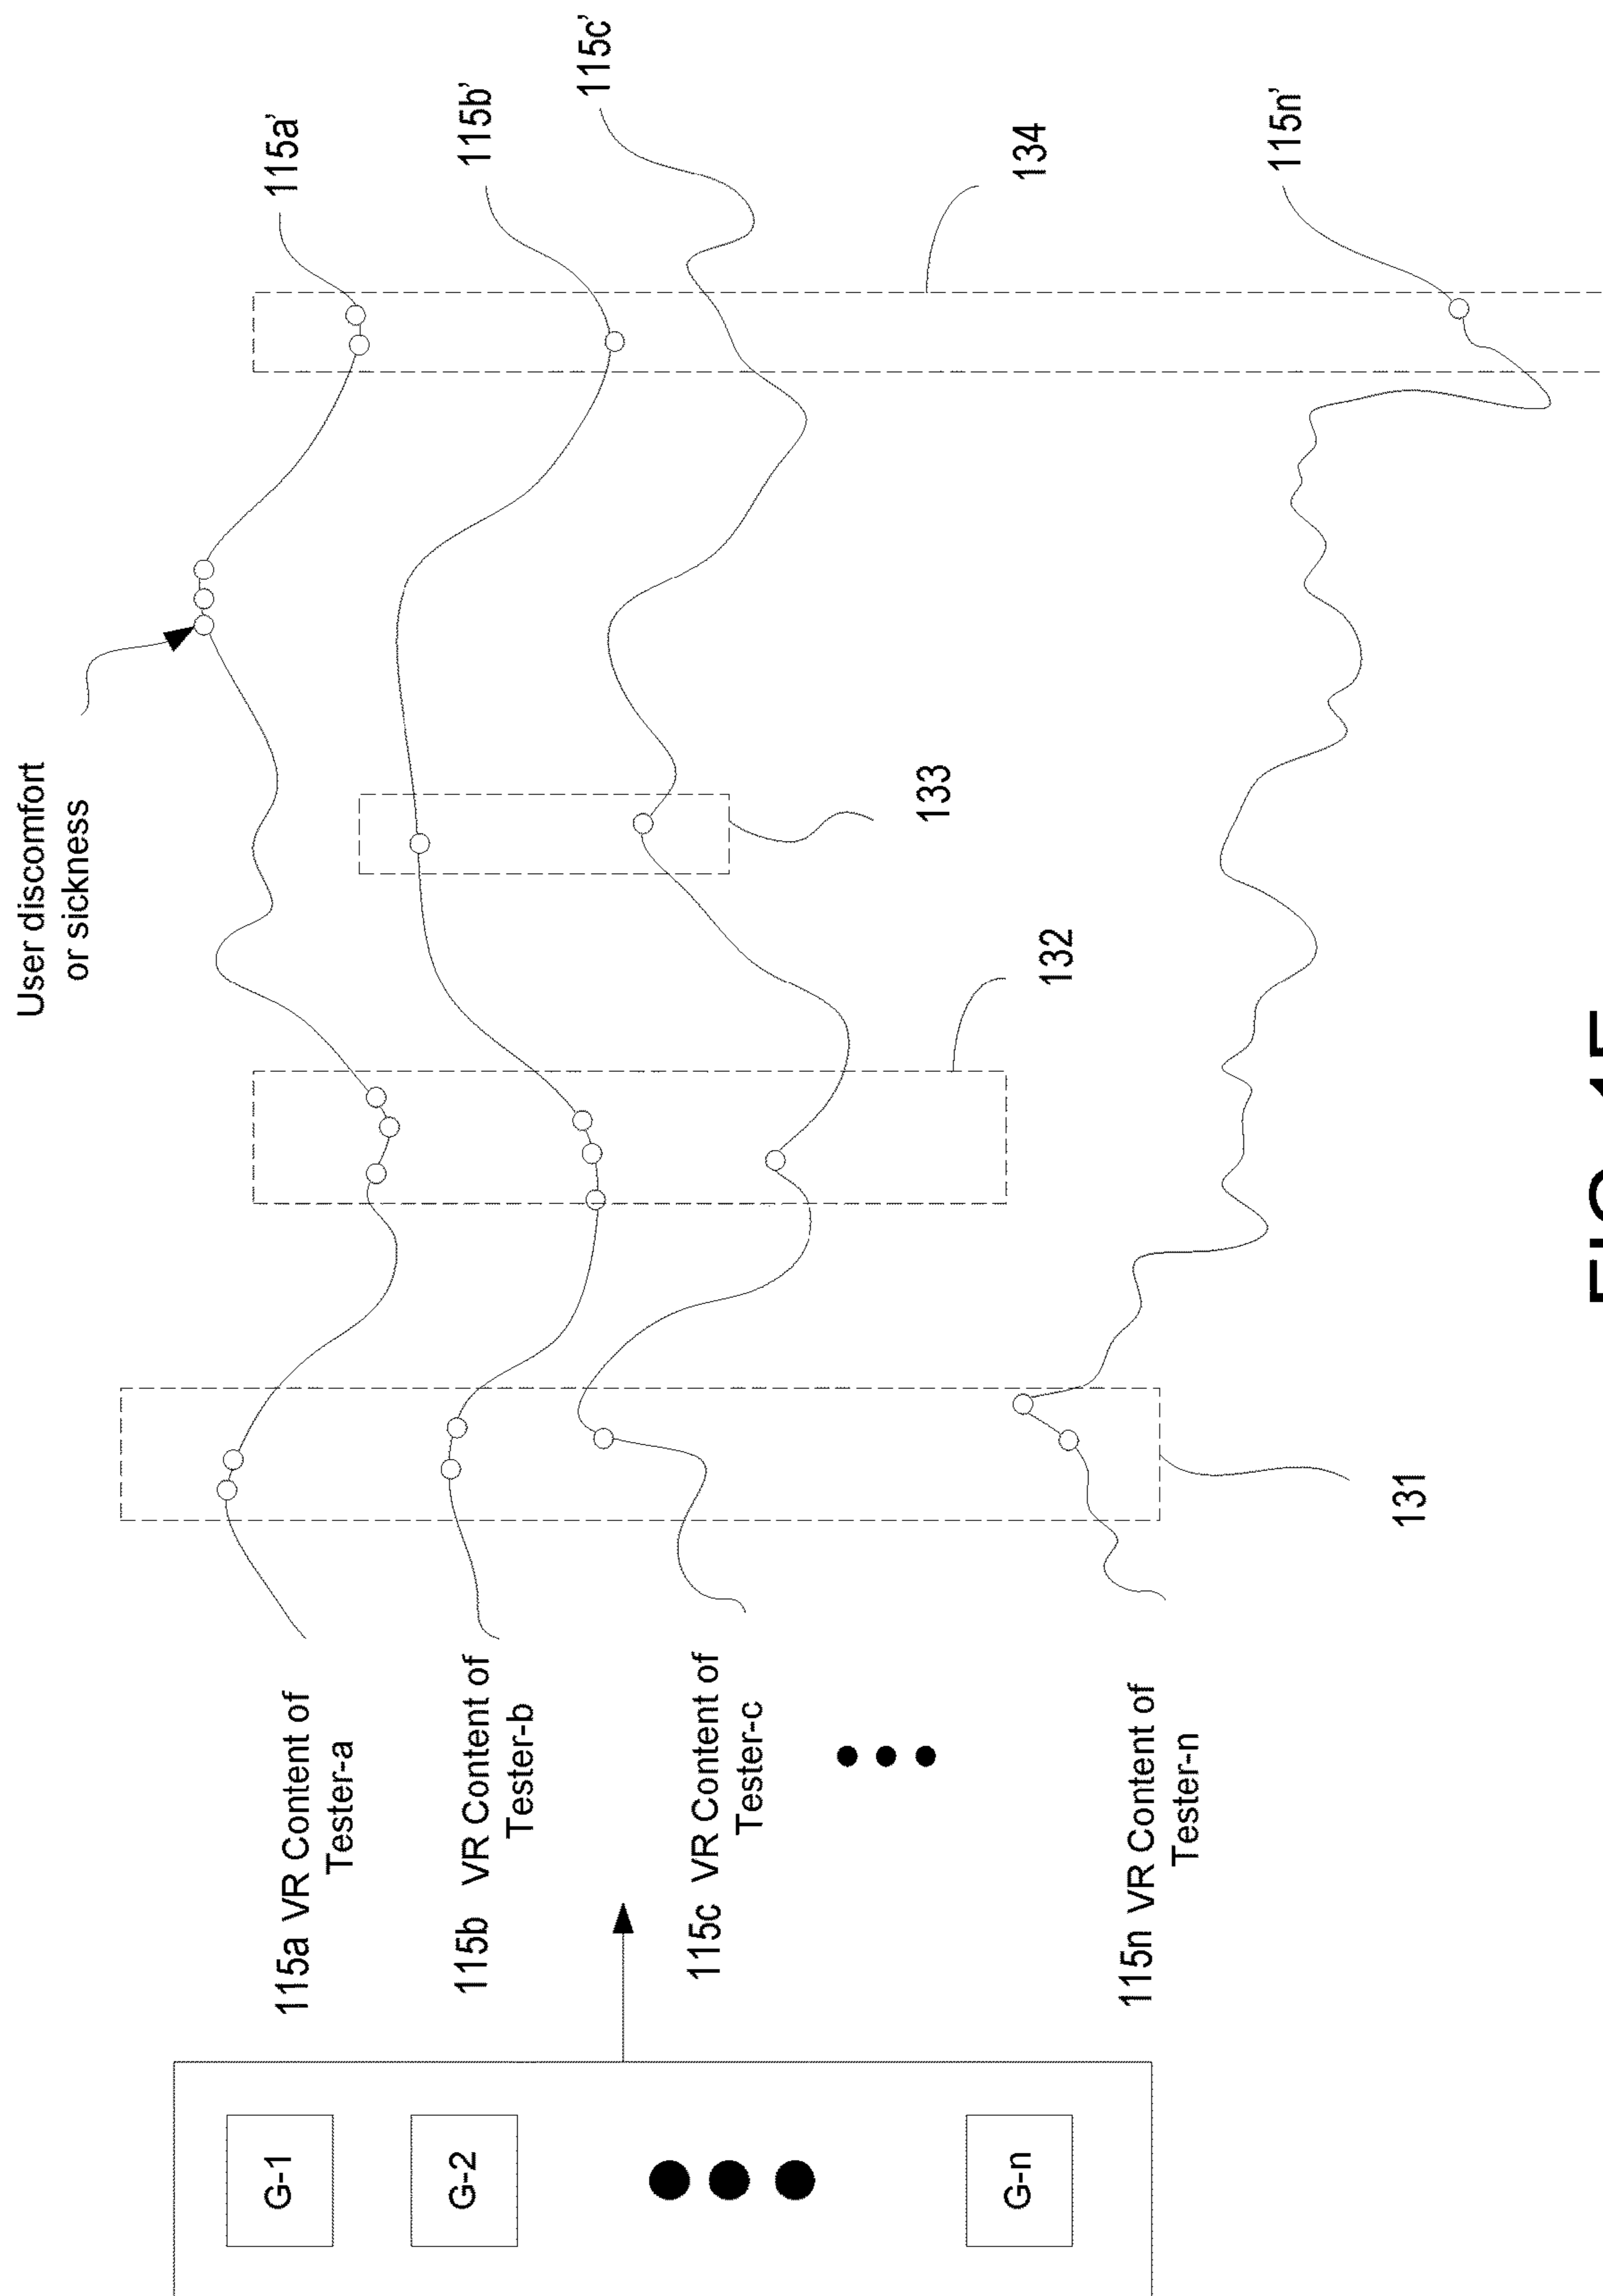 User discomfort
or sickness
115a'
115b'
115c'
115n'
115a VR Content of
Tester-a
115b VR Content of
Tester-b
115c VR Content of
Tester-c
115n VR Content of
Tester-n
G-1
G-2
G-n
131
132
133
134